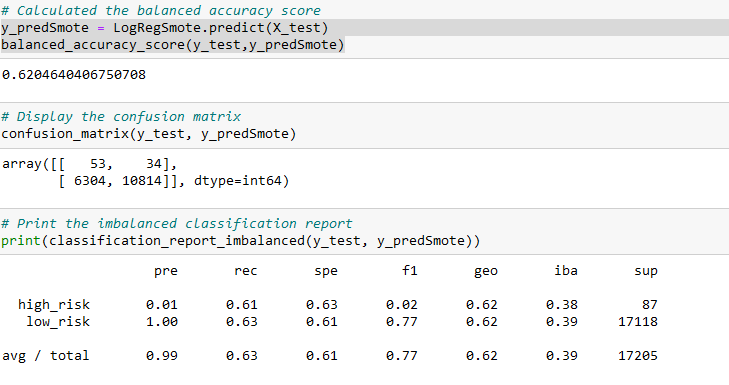 # Calculated the balanced accuracy score
y_predSmote = LogRegSmote.predict(X_test)
balanced_accuracy_score(y_test,y_predSmote)
0.6204640406750708
# Display the confusion matrix
confusion_matrix(y_test, y_predSmote)
array([[   53,    34],
       [ 6304, 10814]], dtype=int64)
# Print the imbalanced classification report
print(classification_report_imbalanced(y_test, y_predSmote))
                   pre       rec       spe        f1       geo       iba       sup
  high_risk       0.01      0.61      0.63      0.02      0.62      0.38        87
   low_risk       1.00      0.63      0.61      0.77      0.62      0.39     17118
avg / total       0.99      0.63      0.61      0.77      0.62      0.39     17205